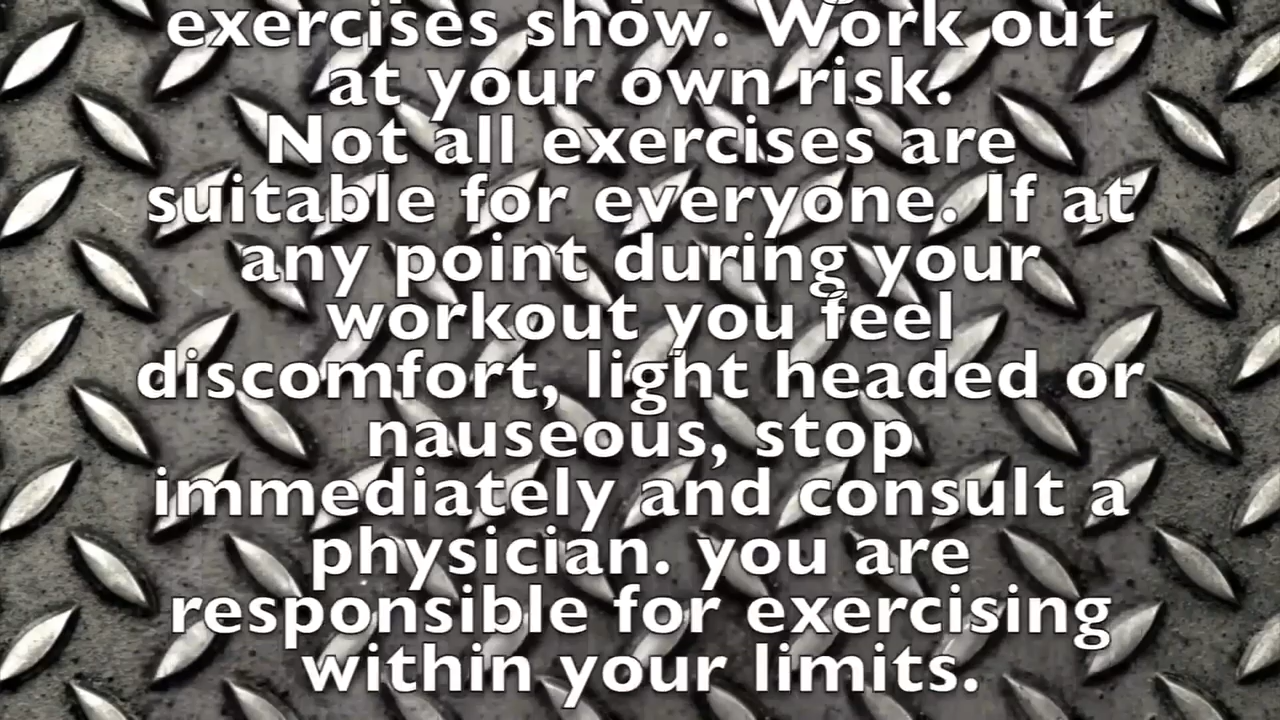 exercises show. Work out
at your own risk.
Not all exercises are
suitable for everyone. If at
any point during your
workout you feel
discomfort, light headed or
nauseous, stop
immediately and consult a
physician. you are
responsible for exercising
within your limits.